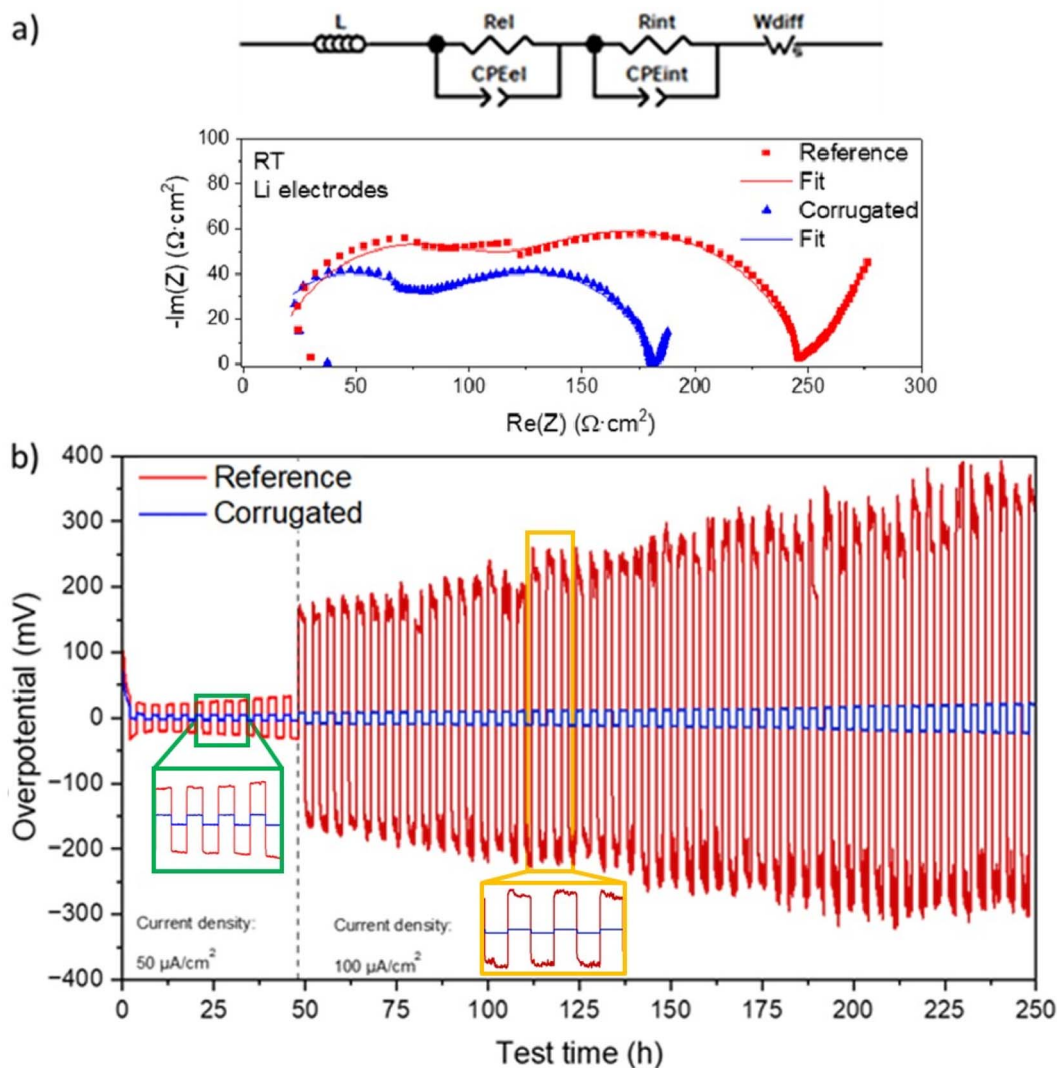 a)
L
Rel
Rint
Wdiff
CPEel
CPEint
s
100
80
60
40
20
0
-Im(Z) (Ω·cm²)
RT
Li electrodes
Reference
Fit
Corrugated
Fit
0 50 100 150 200 250 300
Re(Z) (Ω·cm²)
b)
400
300
200
100
0
−100
−200
−300
−400
Overpotential (mV)
Reference
Corrugated
Current density:
50 µA/cm²
Current density:
100 µA/cm²
0 25 50 75 100 125 150 175 200 225 250
Test time (h)